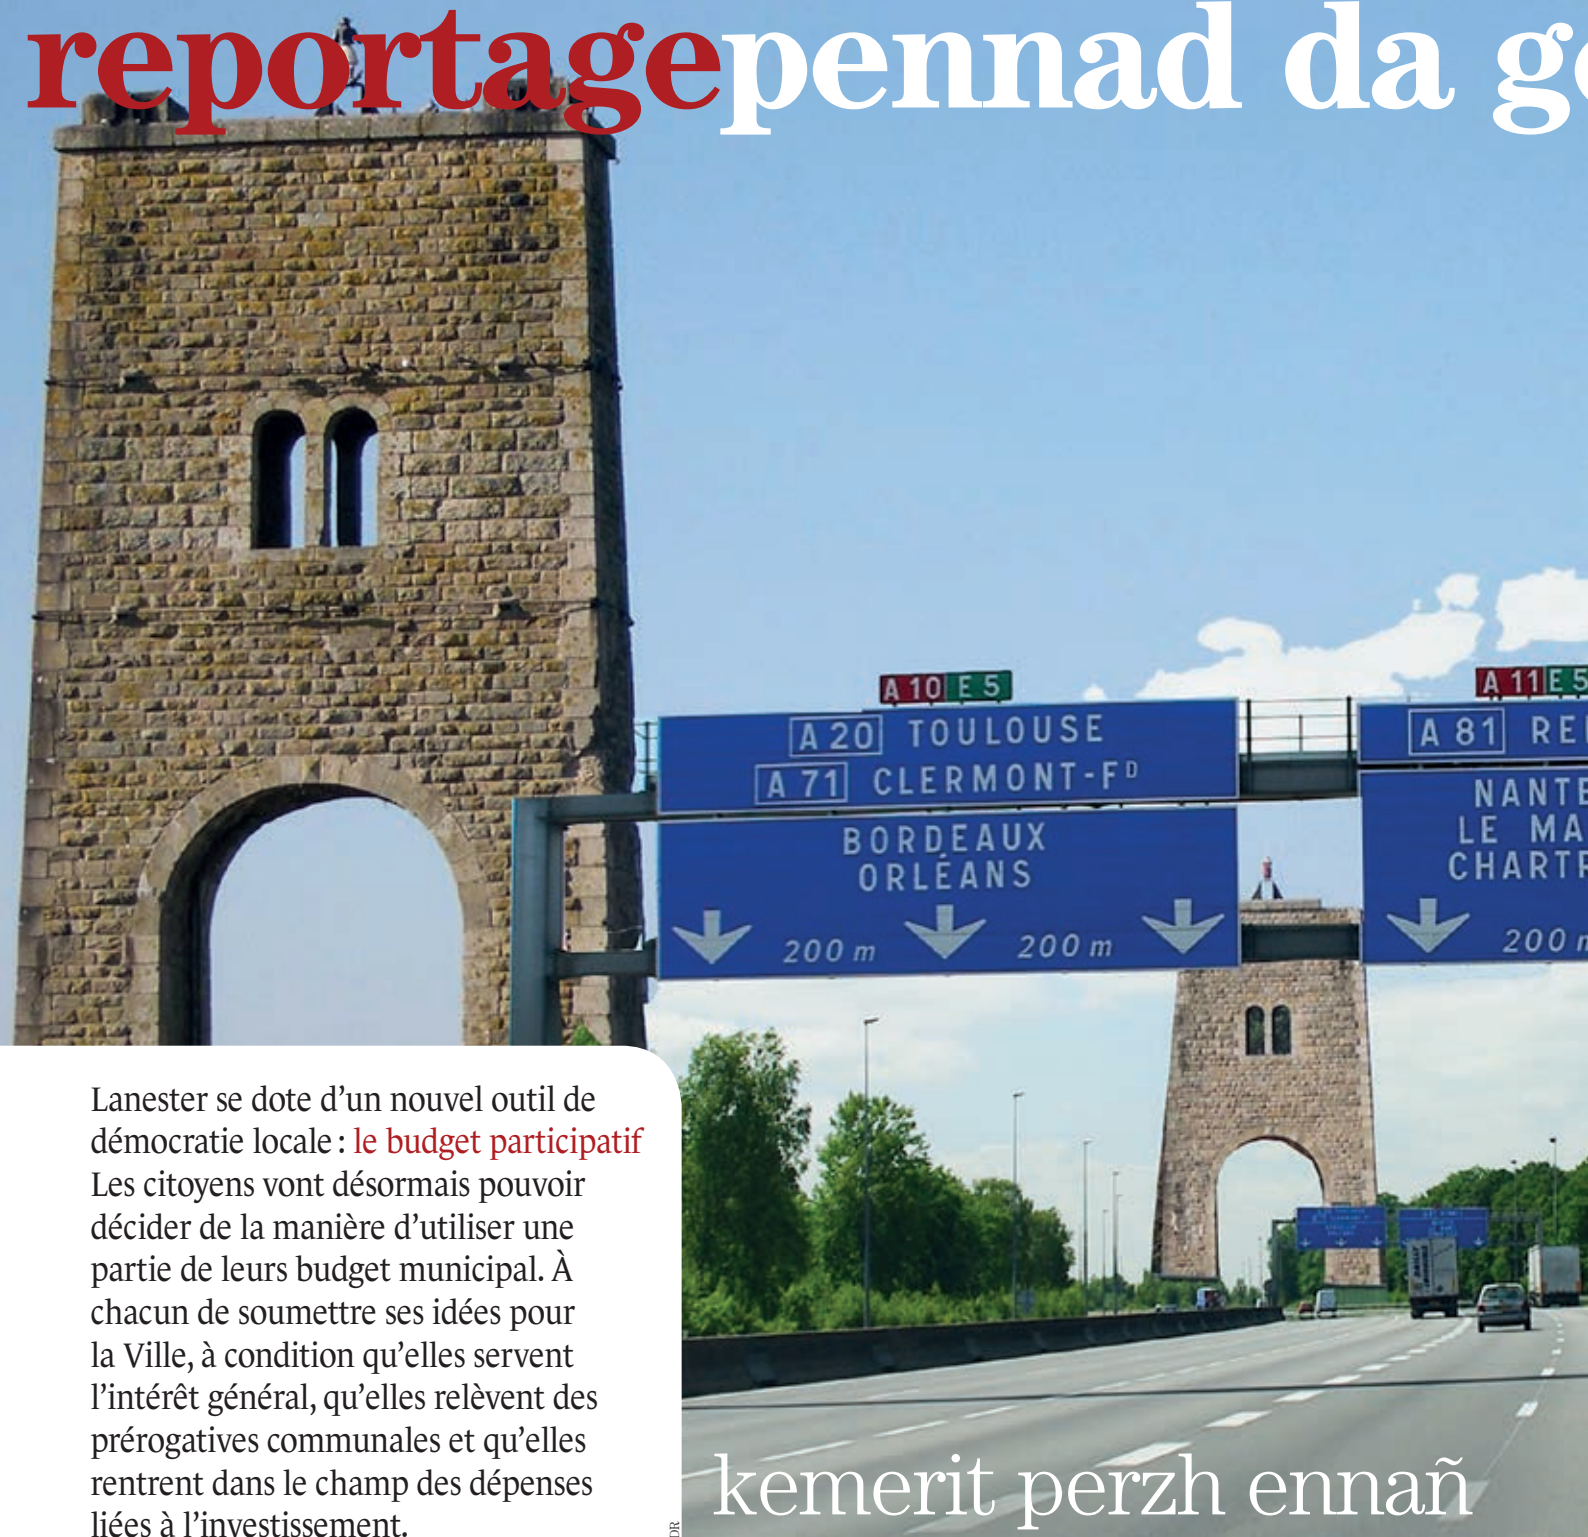 reportagepennad da
A 10 E 5
A 20 TOULOUSE
A 71 CLERMONT-FD
BORDEAUX
ORLÉANS
200 m 200 m
A 11 E 5
A 81
200
Lanester se dote d’un nouvel outil de
démocratie locale : le budget participatif
Les citoyens vont désormais pouvoir
décider de la manière d’utiliser une
partie de leurs budget municipal. À
chacun de soumettre ses idées pour
la Ville, à condition qu’elles servent
l’intérêt général, qu’elles relèvent des
prérogatives communales et qu’elles
rentrent dans le champ des dépenses
liées à l’investissement.
DR
kemerit perzh ennañ